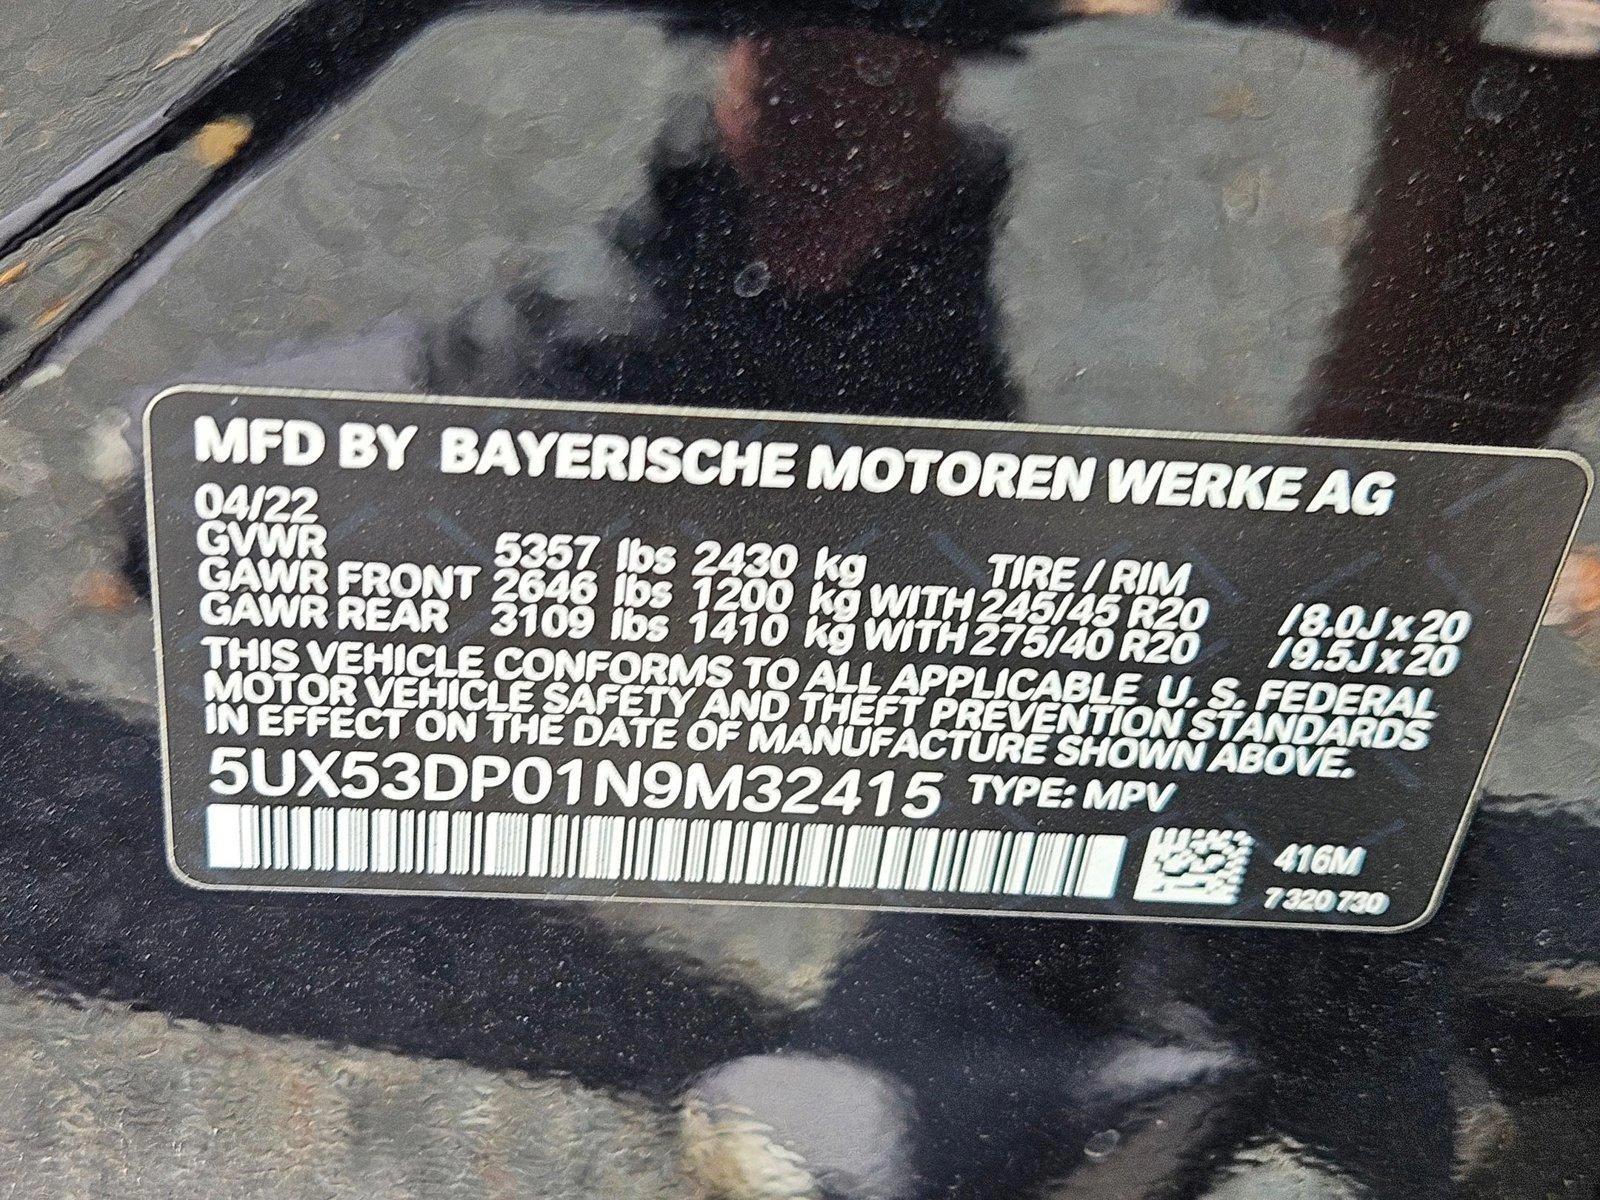 MFD BY BAYERISCHE MOTOREN WERKE AG
04/22
GVWR 5357 lbs 2430 kg TIRE / RIM
GAWR FRONT 2646 lbs 1200 kg WITH 245/45 R20 /8.0J x 20
GAWR REAR 3109 lbs 1410 kg WITH 275/40 R20 /9.5J x 20
THIS VEHICLE CONFORMS TO ALL APPLICABLE U. S. FEDERAL
MOTOR VEHICLE SAFETY AND THEFT PREVENTION STANDARDS
IN EFFECT ON THE DATE OF MANUFACTURE SHOWN ABOVE.
5UX53DP01N9M32415 TYPE: MPV
416M
7 320 730